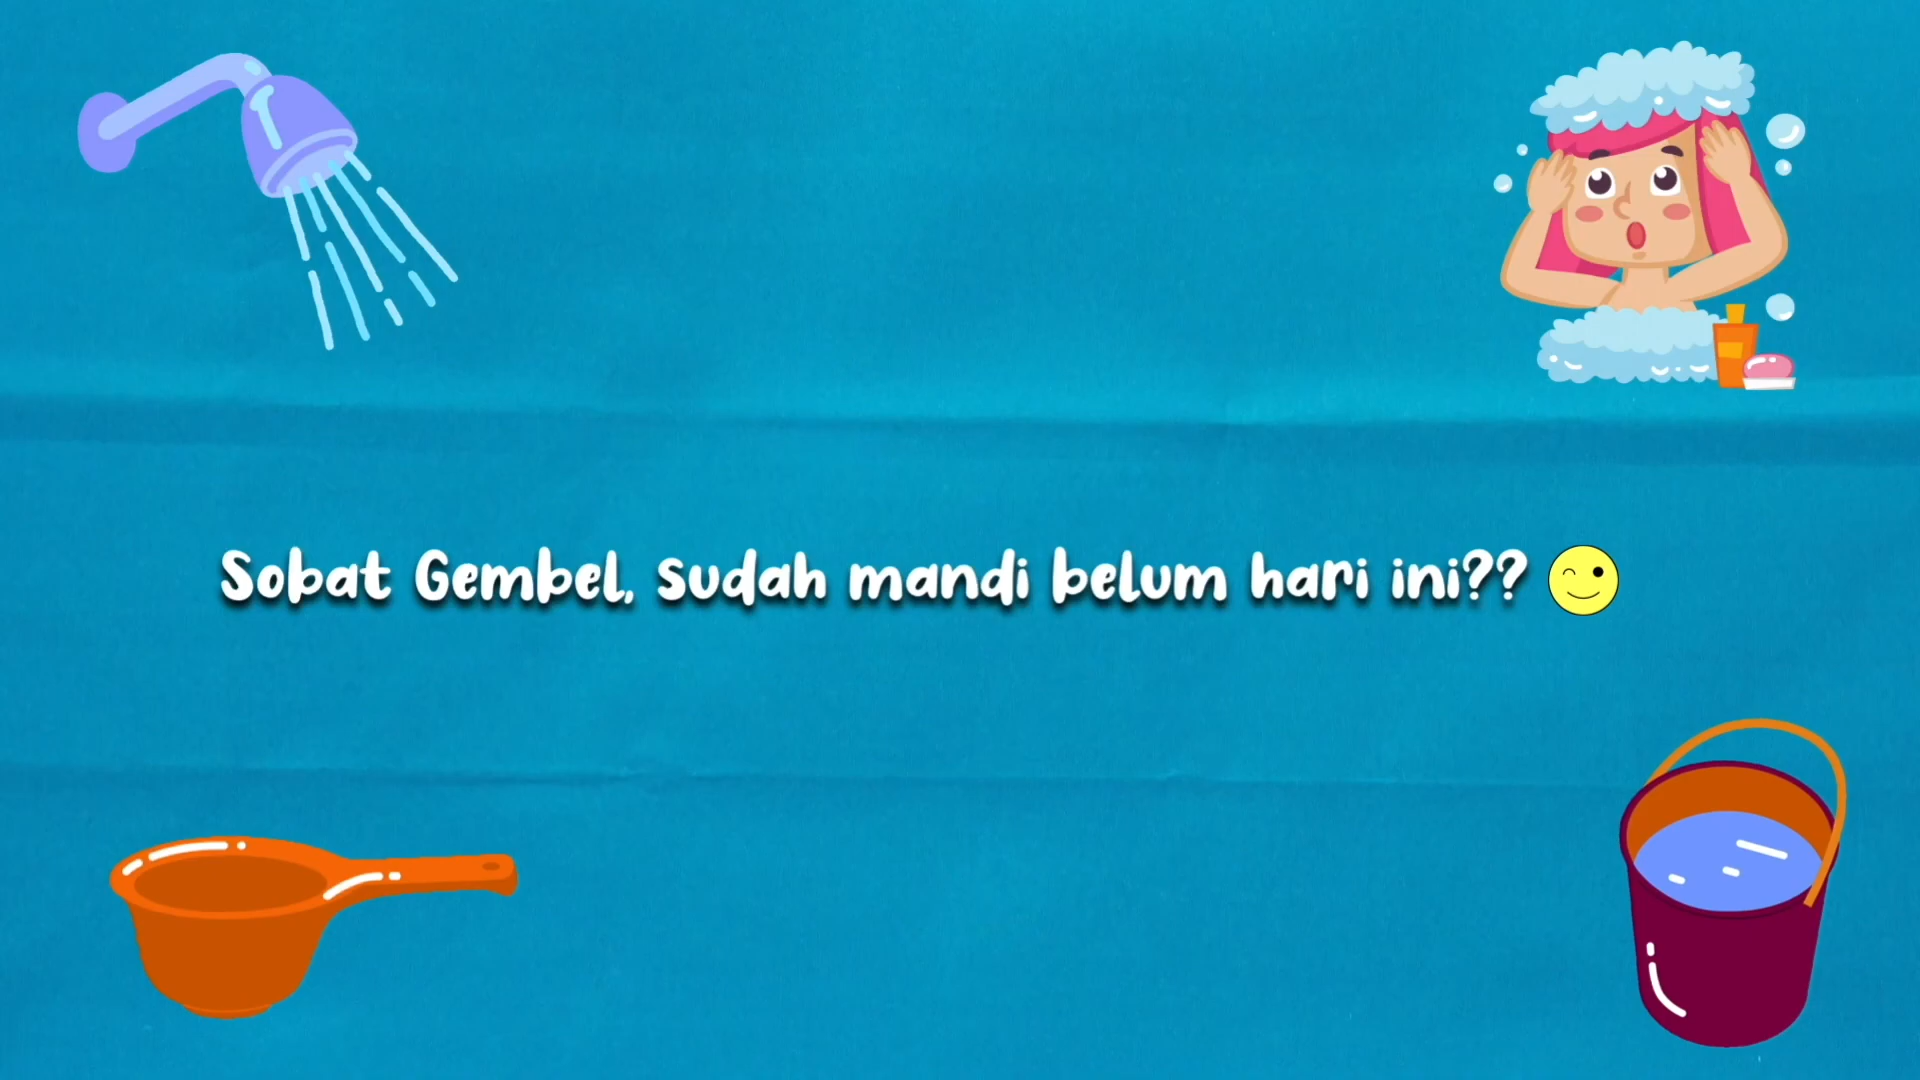 Sobat Gembel, sudah mandi belum hari ini?? 😉